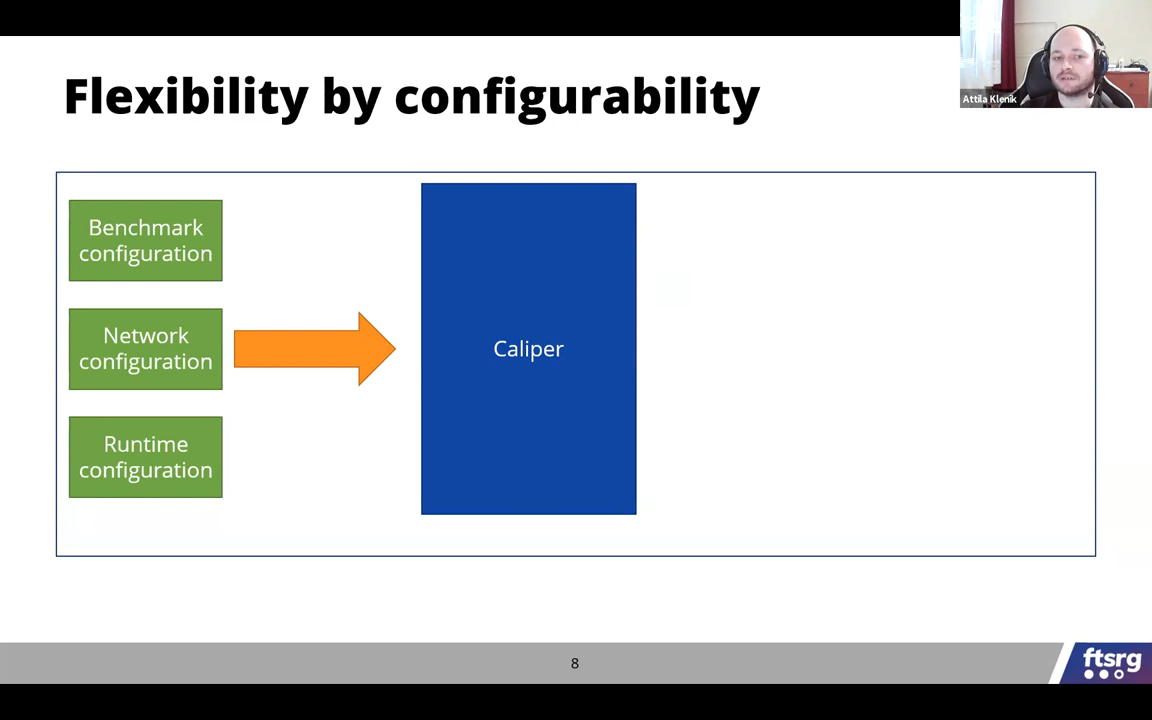 Flexibility by configurability
Attila Klenik
Benchmark
configuration
Network
configuration
Runtime
configuration
Caliper
8
ftsrg